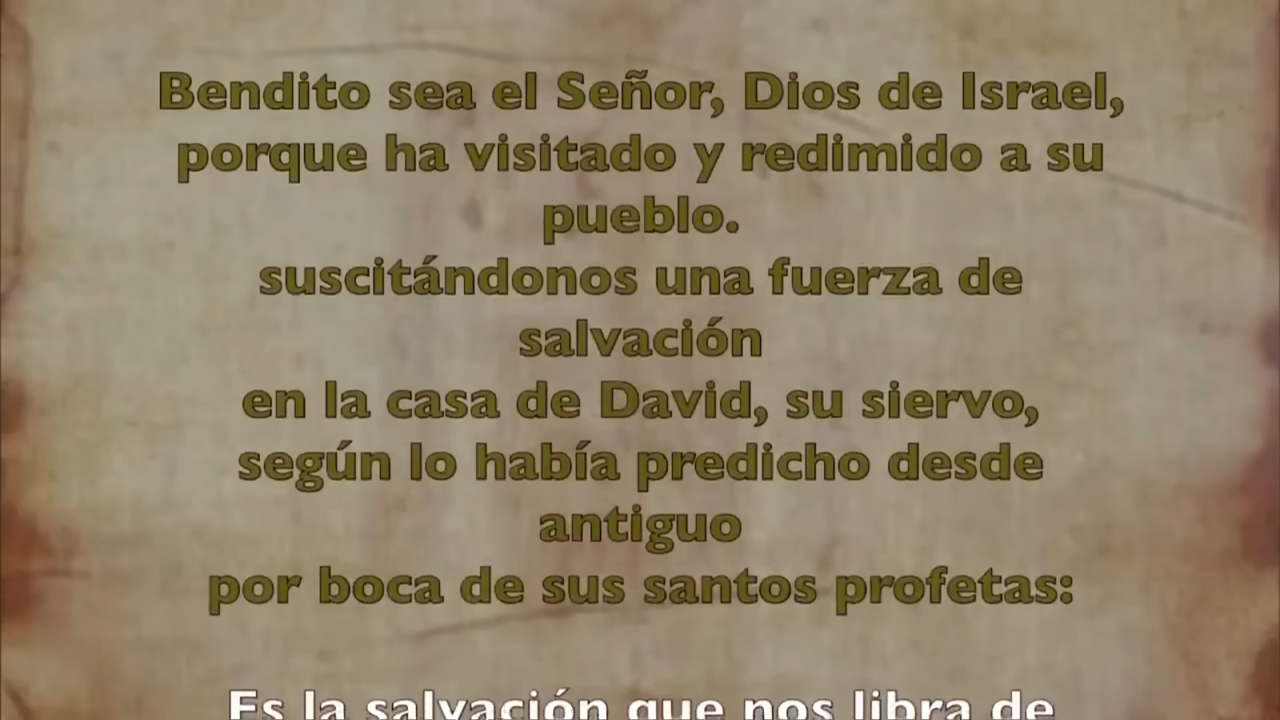 Bendito sea el Señor, Dios de Israel,
porque ha visitado y redimido a su
pueblo.
suscitándonos una fuerza de
salvación
en la casa de David, su siervo,
según lo había predicho desde
antiguo
por boca de sus santos profetas:
Es la salvación que nos libra de